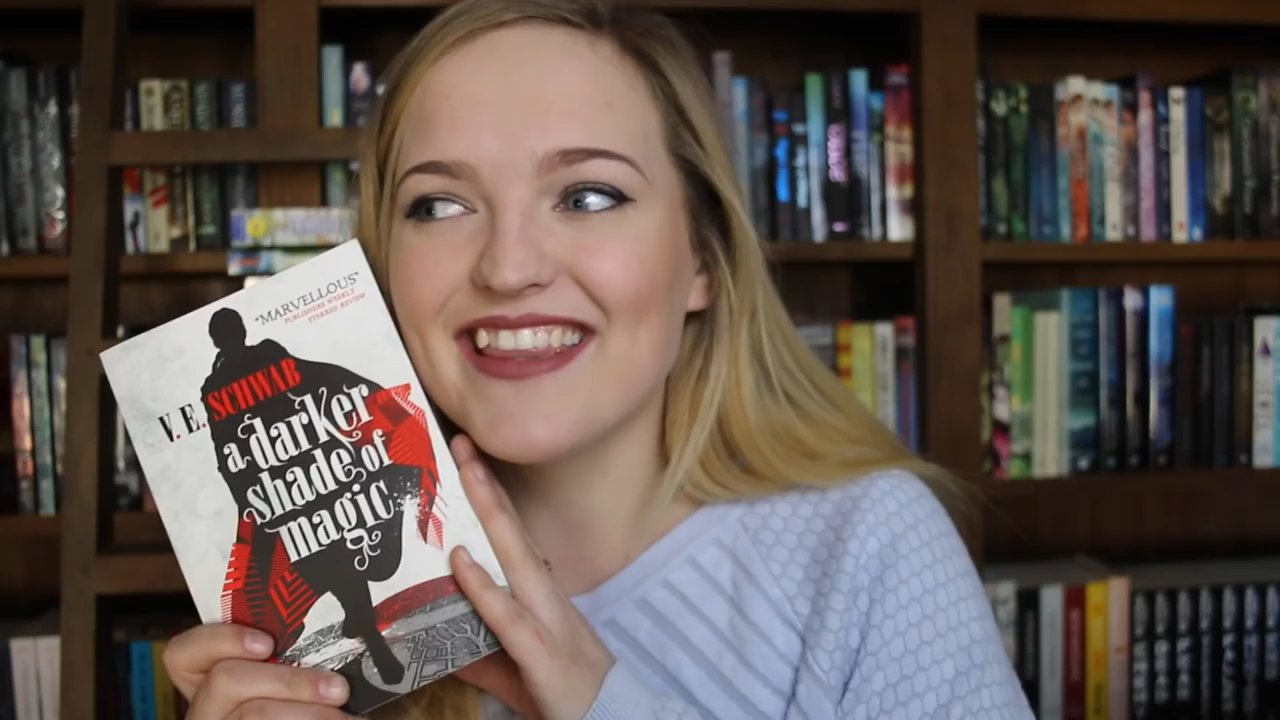 "MARVELLOUS"
PUBLISHERS WEEKLY
STARRED REVIEW
V. E. SCHWAB
a darker
shade of
magic